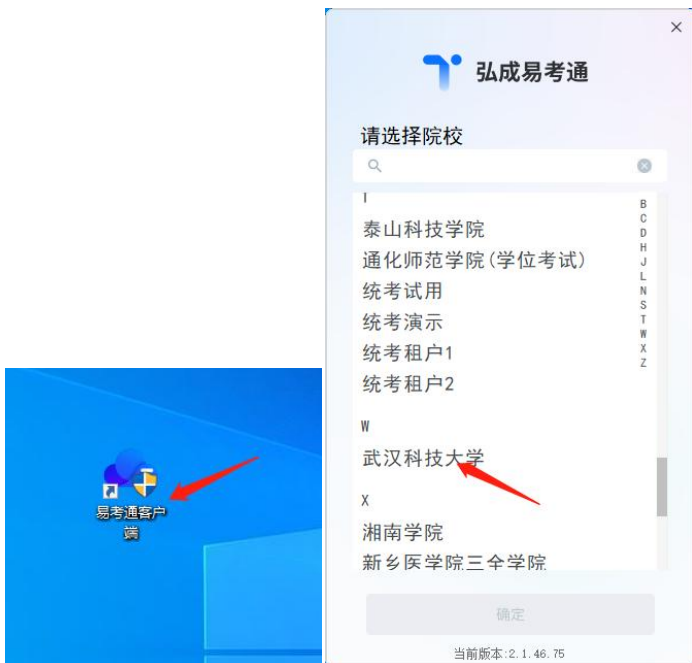 弘成易考通
请选择院校
T
泰山科技学院
通化师范学院(学位考试)
统考试用
统考演示
统考租户1
统考租户2
W
武汉科技大学
X
湘南学院
新乡医学院三全学院
B
C
D
H
J
L
N
S
T
W
X
Z
确定
当前版本:2.1.46.75
易考通客户
端